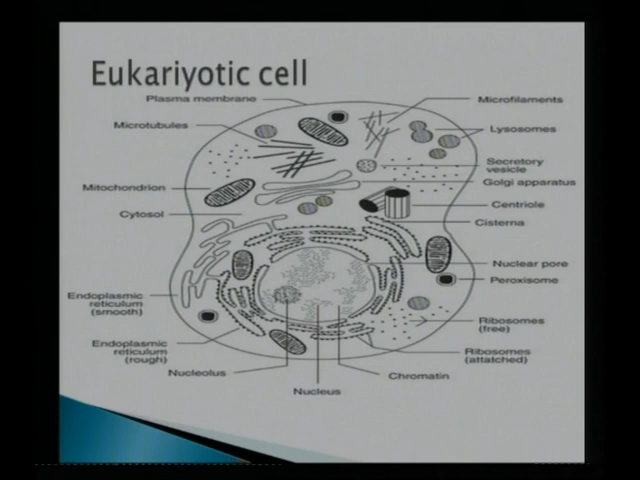 Eukariyotic cell
Plasma membrane
Microfilaments
Microtubules
Lysosomes
Secretory
vesicle
Golgi apparatus
Mitochondrion
Centriole
Cytosol
Cisterna
Nuclear pore
Peroxisome
Endoplasmic
reticulum
(smooth)
Ribosomes
(free)
Endoplasmic
reticulum
(rough)
Ribosomes
(attatched)
Nucleolus
Chromatin
Nucleus